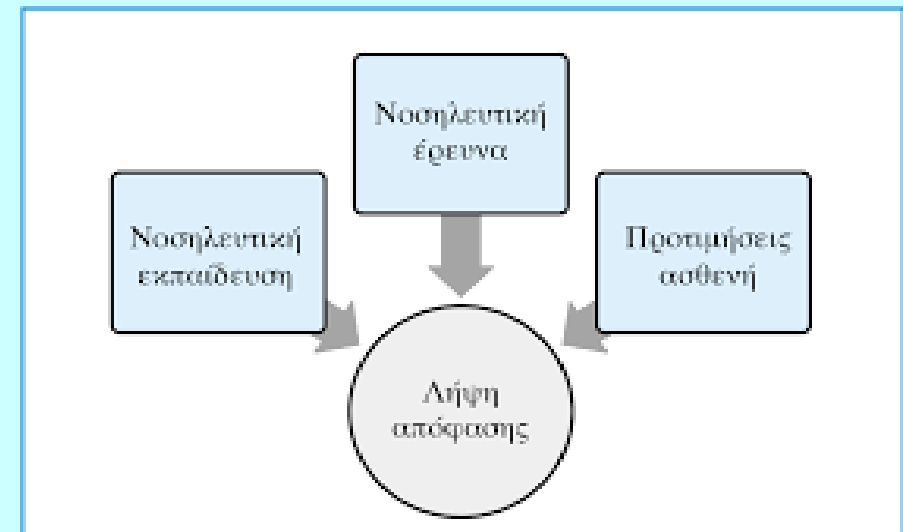 Νοσηλευτική
έρευνα
Νοσηλευτική
εκπαίδευση
Προτιμήσεις
ασθενή
Λήψη
απόφασης